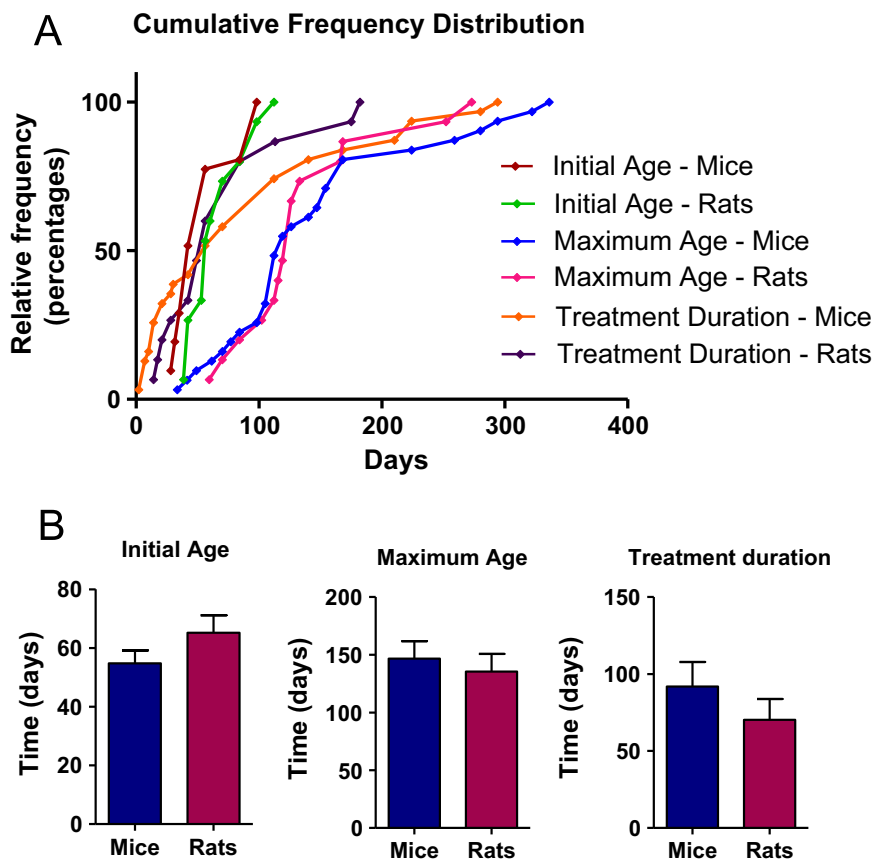 A
Cumulative Frequency Distribution
Relative frequency
(percentages)
100
50
0
0 100 200 300 400
Days
Initial Age - Mice
Initial Age - Rats
Maximum Age - Mice
Maximum Age - Rats
Treatment Duration - Mice
Treatment Duration - Rats
B
Initial Age
Time (days)
80
60
40
20
0
Mice Rats
Maximum Age
Time (days)
200
150
100
50
0
Mice Rats
Treatment duration
Time (days)
150
100
50
0
Mice Rats